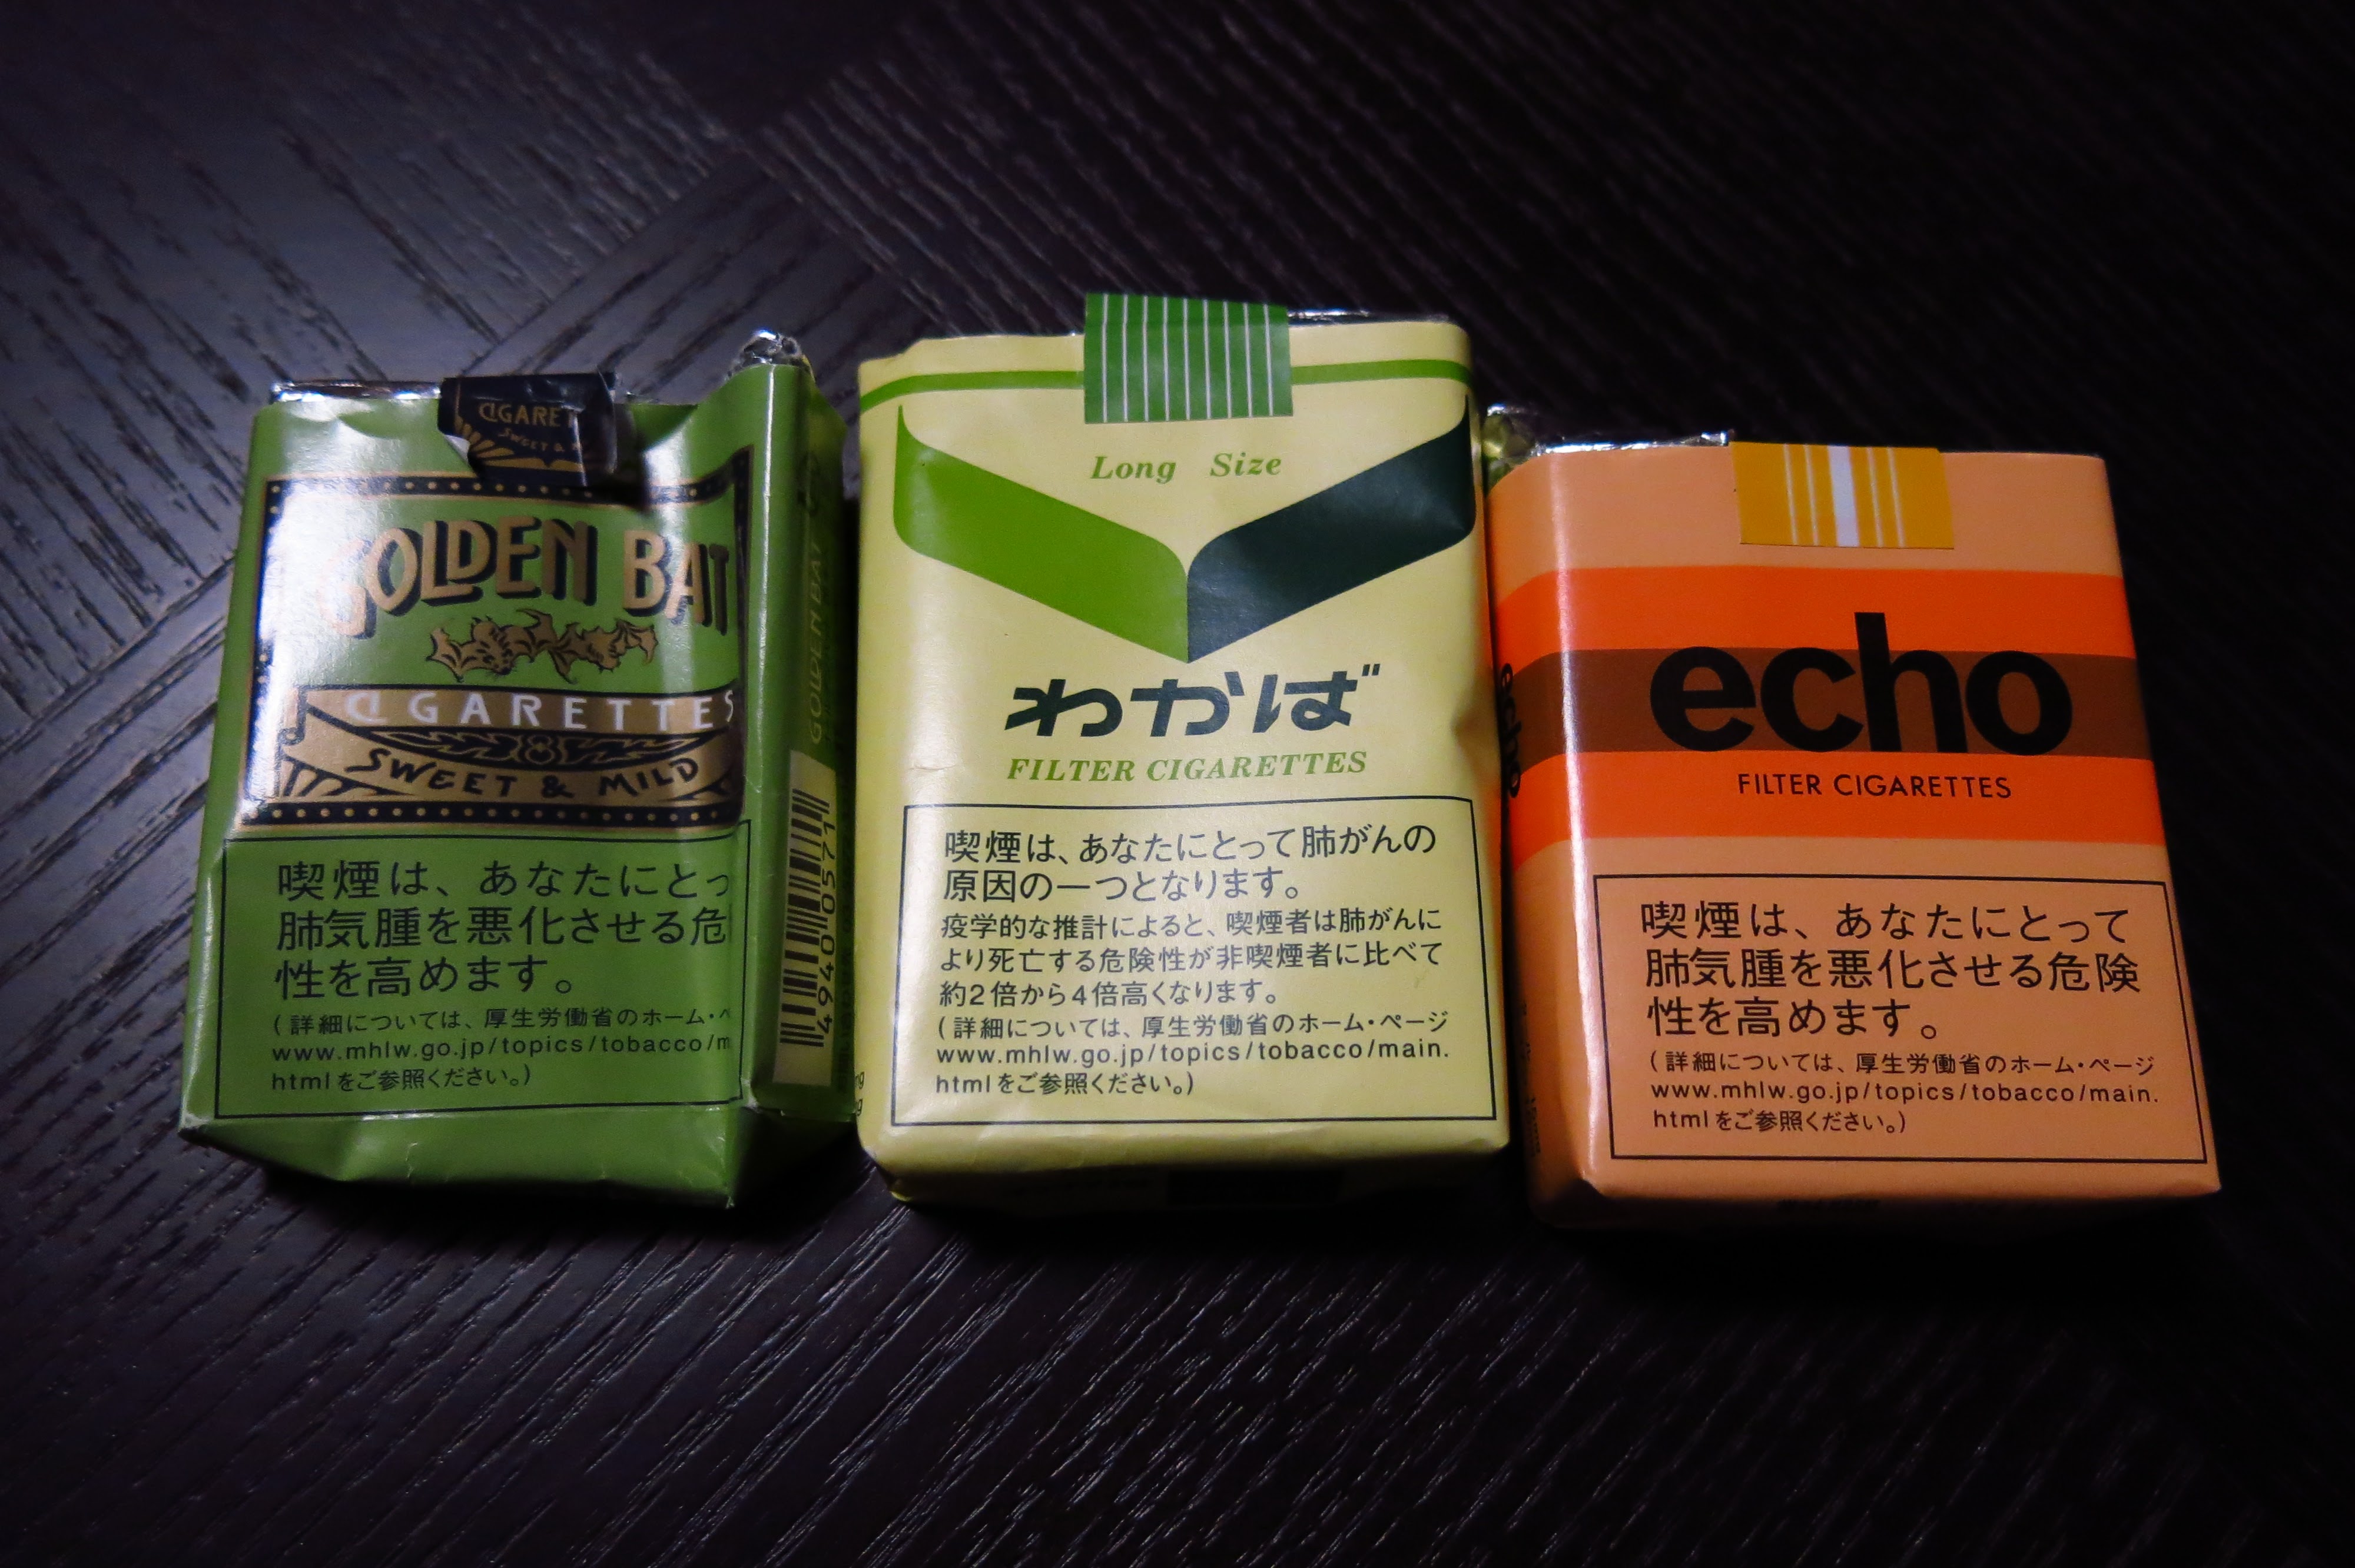 CIGARET
SWEET &
GOLDEN BAT
CIGARETTES
SWEET & MILD
喫煙は、あなたにとっ
肺気腫を悪化させる危
性を高めます。
(詳細については、厚生労働省のホーム・ペ
www.mhlw.go.jp/topics/tobacco/m
htmlをご参照ください。)
GOLDEN BAT
49400571
Long Size
わかば
FILTER CIGARETTES
喫煙は、あなたにとって肺がんの
原因の一つとなります。
疫学的な推計によると、喫煙者は肺がんに
より死亡する危険性が非喫煙者に比べて
約2倍から4倍高くなります。
(詳細については、厚生労働省のホーム・ページ
www.mhlw.go.jp/topics/tobacco/main.
htmlをご参照ください。)
echo
echo
FILTER CIGARETTES
喫煙は、あなたにとって
肺気腫を悪化させる危険
性を高めます。
(詳細については、厚生労働省のホーム・ページ
www.mhlw.go.jp/topics/tobacco/main.
htmlをご参照ください。)